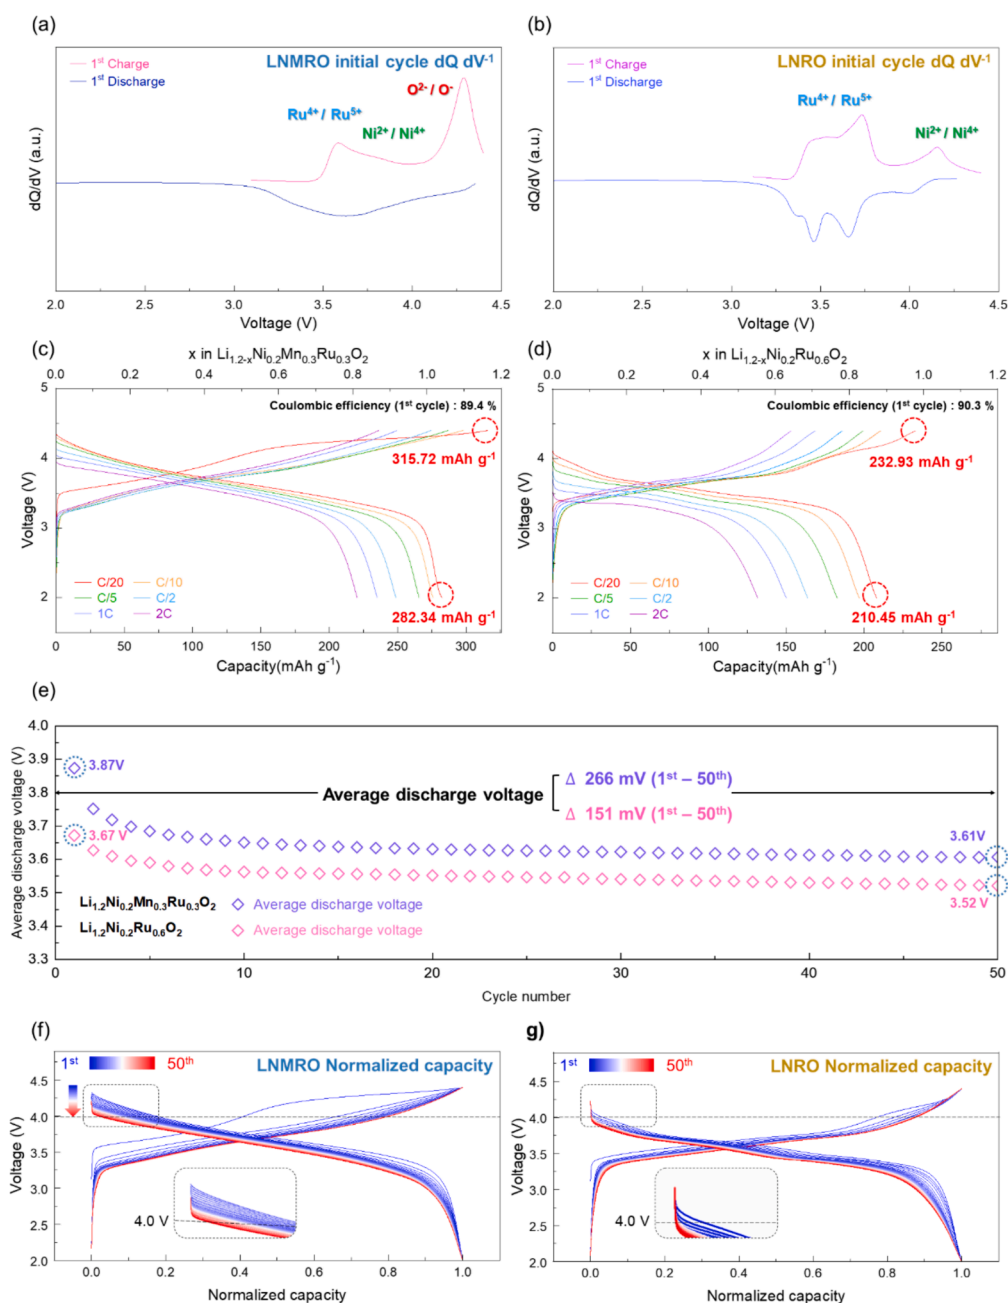 (a)
LNMRO initial cycle dQ dV-1
1st Charge
1st Discharge
O2- / O-
Ru4+ / Ru5+
Ni2+ / Ni4+
dQ/dV (a.u.)
2.0 2.5 3.0 3.5 4.0 4.5
Voltage (V)
(b)
LNRO initial cycle dQ dV-1
1st Charge
1st Discharge
Ru4+ / Ru5+
Ni2+ / Ni4+
dQ/dV (a.u.)
2.0 2.5 3.0 3.5 4.0 4.5
Voltage (V)
(c)
x in Li1.2-xNi0.2Mn0.3Ru0.3O2
0.0 0.2 0.4 0.6 0.8 1.0 1.2
Coulombic efficiency (1st cycle) : 89.4 %
315.72 mAh g-1
5
4
3
2
Voltage (V)
C/20 C/10
C/5 C/2
1C 2C
282.34 mAh g-1
0 50 100 150 200 250 300
Capacity(mAh g-1)
(d)
x in Li1.2-xNi0.2Ru0.6O2
0.0 0.2 0.4 0.6 0.8 1.0 1.2
Coulombic efficiency (1st cycle) : 90.3 %
232.93 mAh g-1
5
4
3
2
Voltage (V)
C/20 C/10
C/5 C/2
1C 2C
210.45 mAh g-1
0 50 100 150 200 250
Capacity(mAh g-1)
(e)
4.0
3.9
3.8
3.7
3.6
3.5
3.4
3.3
Average discharge voltage (V)
3.87V
Average discharge voltage
Δ 266 mV (1st – 50th)
Δ 151 mV (1st – 50th)
3.67 V
3.61V
3.52 V
Li1.2Ni0.2Mn0.3Ru0.3O2 Average discharge voltage
Li1.2Ni0.2Ru0.6O2 Average discharge voltage
0 10 20 30 40 50
Cycle number
(f)
1st 50th
LNMRO Normalized capacity
4.5
4.0
3.5
3.0
2.5
2.0
Voltage (V)
4.0 V
0.0 0.2 0.4 0.6 0.8 1.0
Normalized capacity
g)
1st 50th
LNRO Normalized capacity
4.5
4.0
3.5
3.0
2.5
2.0
Voltage (V)
4.0 V
0.0 0.2 0.4 0.6 0.8 1.0
Normalized capacity